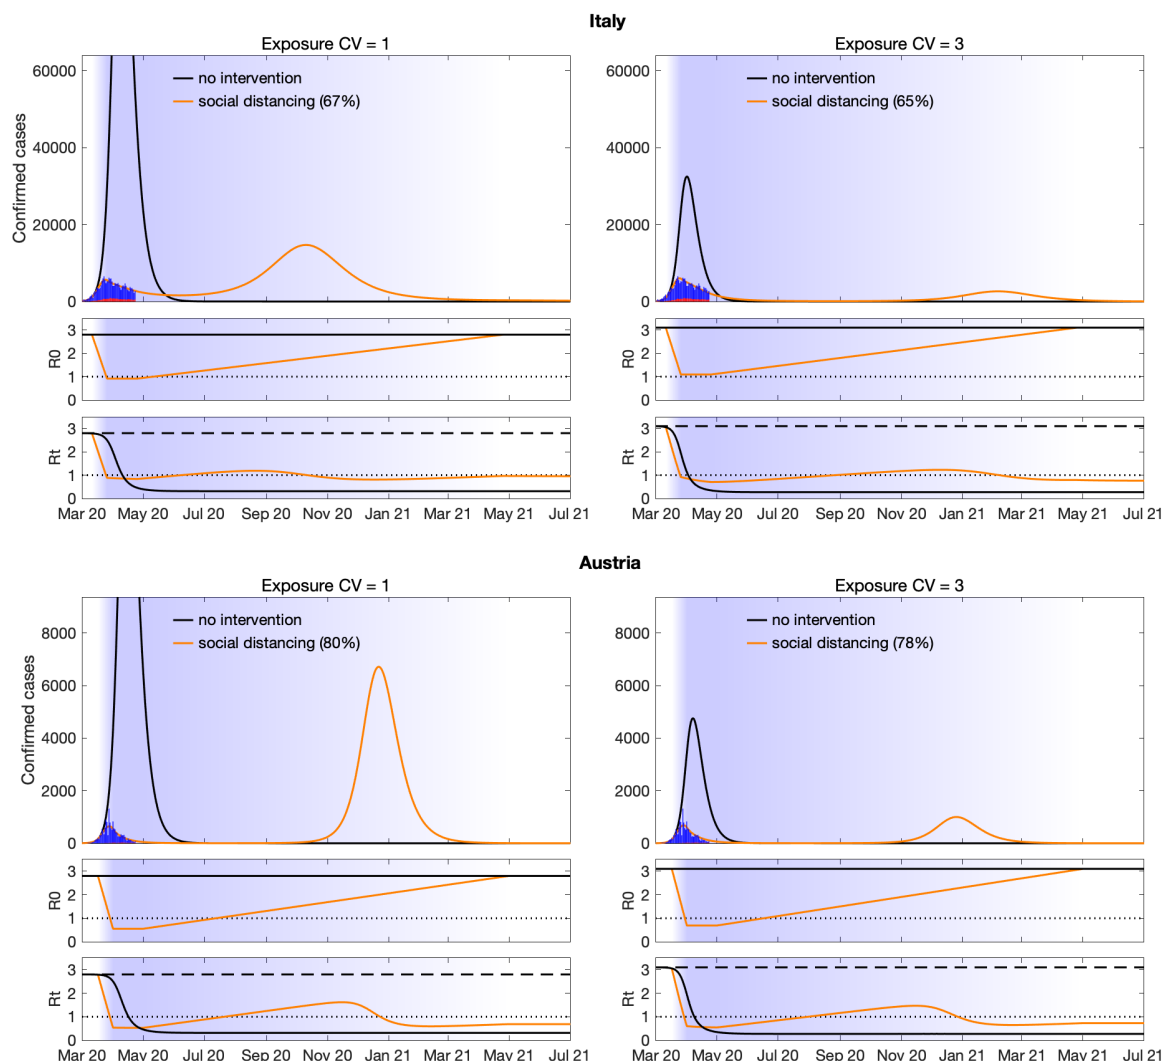 Italy
Exposure CV = 1
60000
40000
20000
0
Confirmed cases
no intervention
social distancing (67%)
3
2
1
0
R0
3
2
1
0
Rt
Mar 20 May 20 Jul 20 Sep 20 Nov 20 Jan 21 Mar 21 May 21 Jul 21
Exposure CV = 3
60000
40000
20000
0
no intervention
social distancing (65%)
3
2
1
0
R0
3
2
1
0
Rt
Mar 20 May 20 Jul 20 Sep 20 Nov 20 Jan 21 Mar 21 May 21 Jul 21
Austria
Exposure CV = 1
8000
6000
4000
2000
0
Confirmed cases
no intervention
social distancing (80%)
3
2
1
0
R0
3
2
1
0
Rt
Mar 20 May 20 Jul 20 Sep 20 Nov 20 Jan 21 Mar 21 May 21 Jul 21
Exposure CV = 3
8000
6000
4000
2000
0
no intervention
social distancing (78%)
3
2
1
0
R0
3
2
1
0
Rt
Mar 20 May 20 Jul 20 Sep 20 Nov 20 Jan 21 Mar 21 May 21 Jul 21